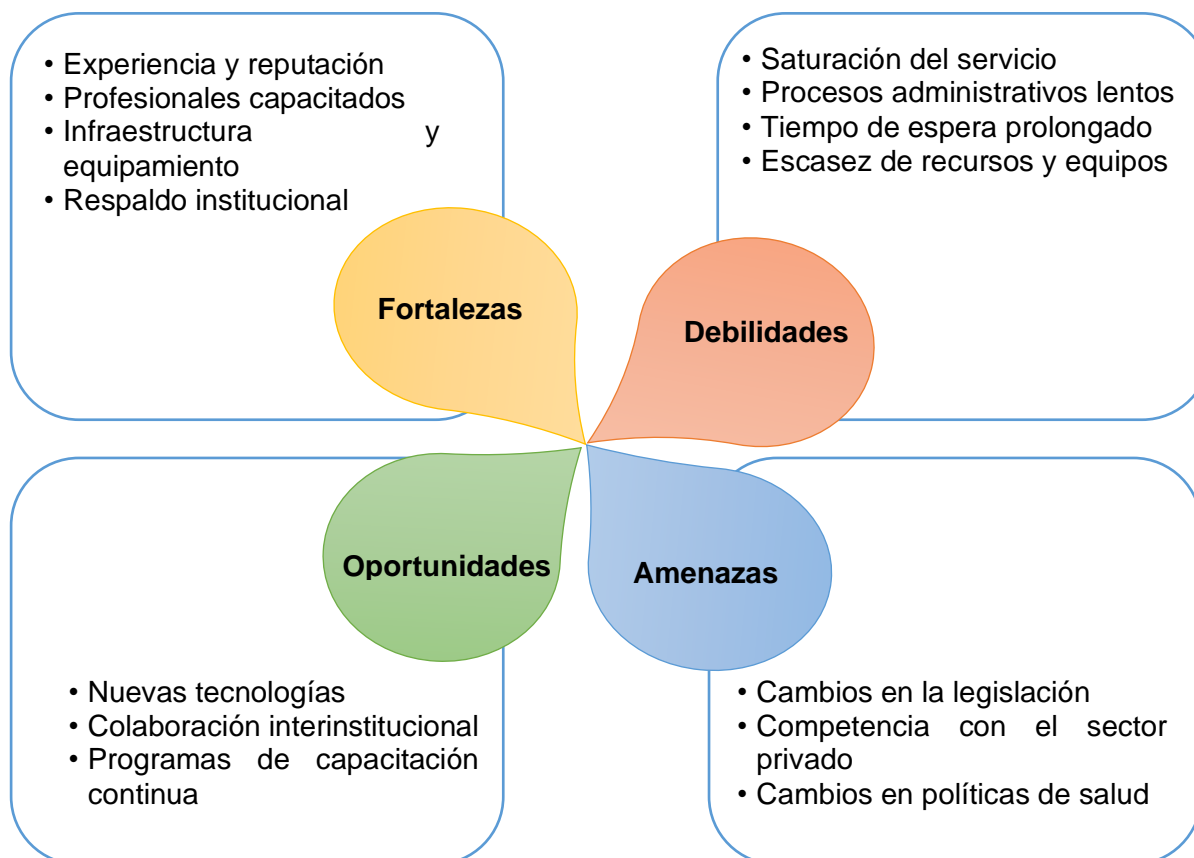 • Experiencia y reputación
• Profesionales capacitados
• Infraestructura y
equipamiento
• Respaldo institucional
• Saturación del servicio
• Procesos administrativos lentos
• Tiempo de espera prolongado
• Escasez de recursos y equipos
Fortalezas
Debilidades
Oportunidades
Amenazas
• Nuevas tecnologías
• Colaboración interinstitucional
• Programas de capacitación
continua
• Cambios en la legislación
• Competencia con el sector
privado
• Cambios en políticas de salud